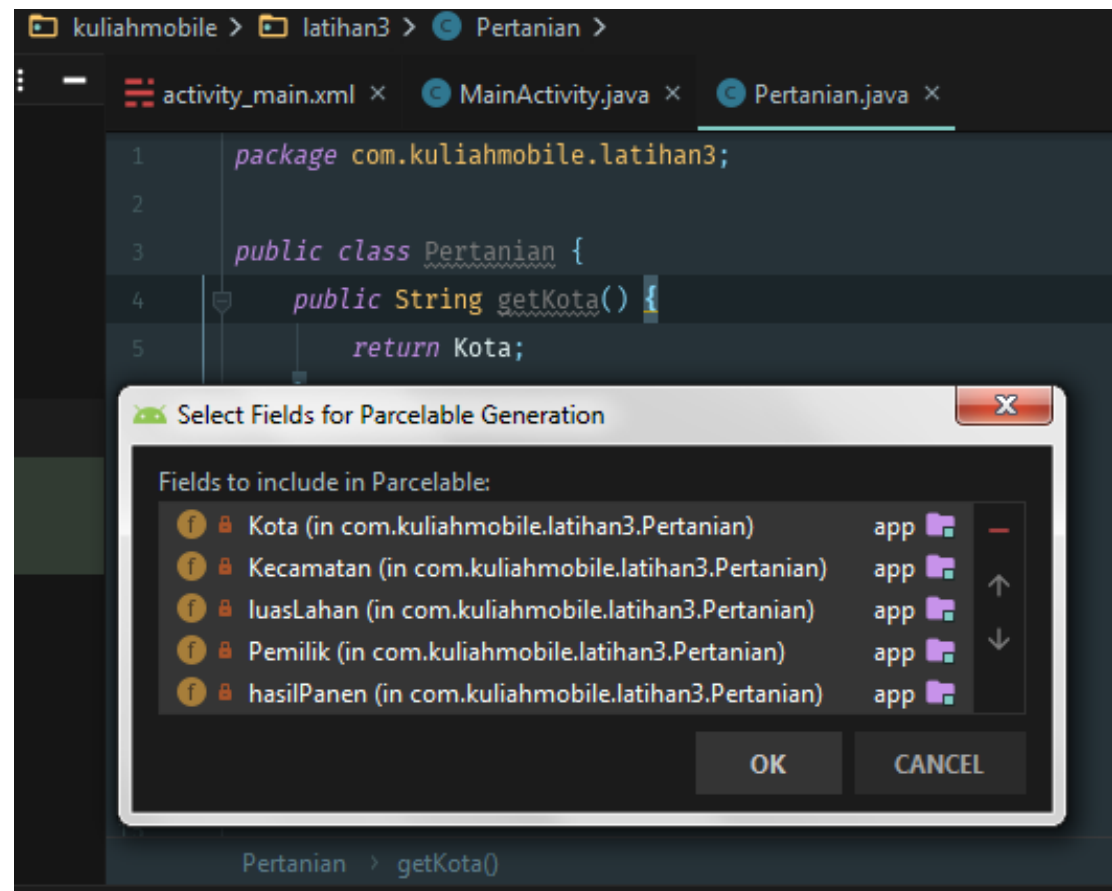 kuliahmobile > latihan3 > C Pertanian >
activity_main.xml × C MainActivity.java × C Pertanian.java ×
1 package com.kuliahmobile.latihan3;
2
3 public class Pertanian {
4 public String getKota() {
5 return Kota;
Select Fields for Parcelable Generation
Fields to include in Parcelable:
f Kota (in com.kuliahmobile.latihan3.Pertanian) app
f Kecamatan (in com.kuliahmobile.latihan3.Pertanian) app
f luasLahan (in com.kuliahmobile.latihan3.Pertanian) app
f Pemilik (in com.kuliahmobile.latihan3.Pertanian) app
f hasilPanen (in com.kuliahmobile.latihan3.Pertanian) app
OK CANCEL
Pertanian > getKota()